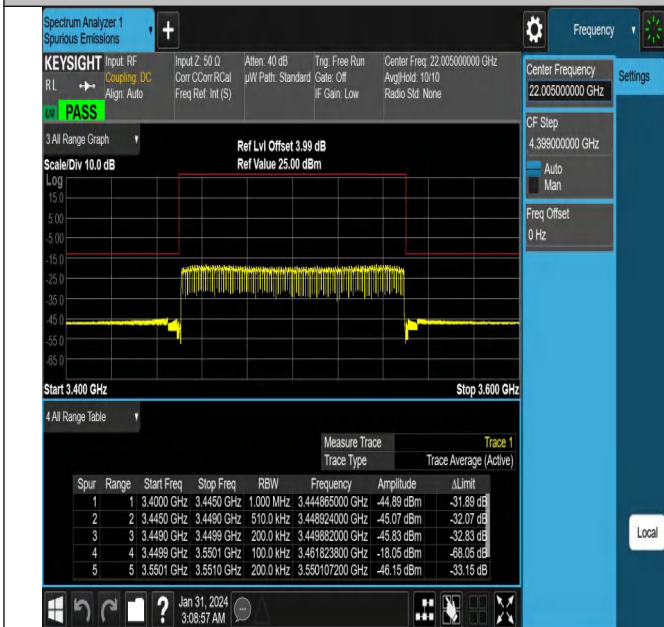 Spectrum Analyzer 1
Spurious Emissions
Frequency
KEYSIGHT Input: RF Input Z: 50 Ω Atten: 40 dB Trig: Free Run Center Freq: 22.005000000 GHz
RL Coupling: DC Corr CCorr RCal µW Path: Standard Gate: Off Avg|Hold: 10/10
Align: Auto Freq Ref: Int (S) IF Gain: Low Radio Std: None
PASS
Center Frequency
22.005000000 GHz
Settings
CF Step
4.399000000 GHz
Auto
Man
Freq Offset
0 Hz
3 All Range Graph
Ref Lvl Offset 3.99 dB
Scale/Div 10.0 dB Ref Value 25.00 dBm
Log
15.0
5.00
-5.00
-15.0
-25.0
-35.0
-45.0
-55.0
-65.0
Start 3.400 GHz Stop 3.600 GHz
4 All Range Table
Measure Trace Trace 1
Trace Type Trace Average (Active)
Spur Range Start Freq Stop Freq RBW Frequency Amplitude ΔLimit
1 1 3.4000 GHz 3.4450 GHz 1.000 MHz 3.444865000 GHz -44.89 dBm -31.89 dB
2 2 3.4450 GHz 3.4490 GHz 510.0 kHz 3.448924000 GHz -45.07 dBm -32.07 dB
3 3 3.4490 GHz 3.4499 GHz 200.0 kHz 3.449882000 GHz -45.83 dBm -32.83 dB
4 4 3.4499 GHz 3.5501 GHz 100.0 kHz 3.461823800 GHz -18.05 dBm -68.05 dB
5 5 3.5501 GHz 3.5510 GHz 200.0 kHz 3.550107200 GHz -46.15 dBm -33.15 dB
Local
Jan 31, 2024
3:08:57 AM